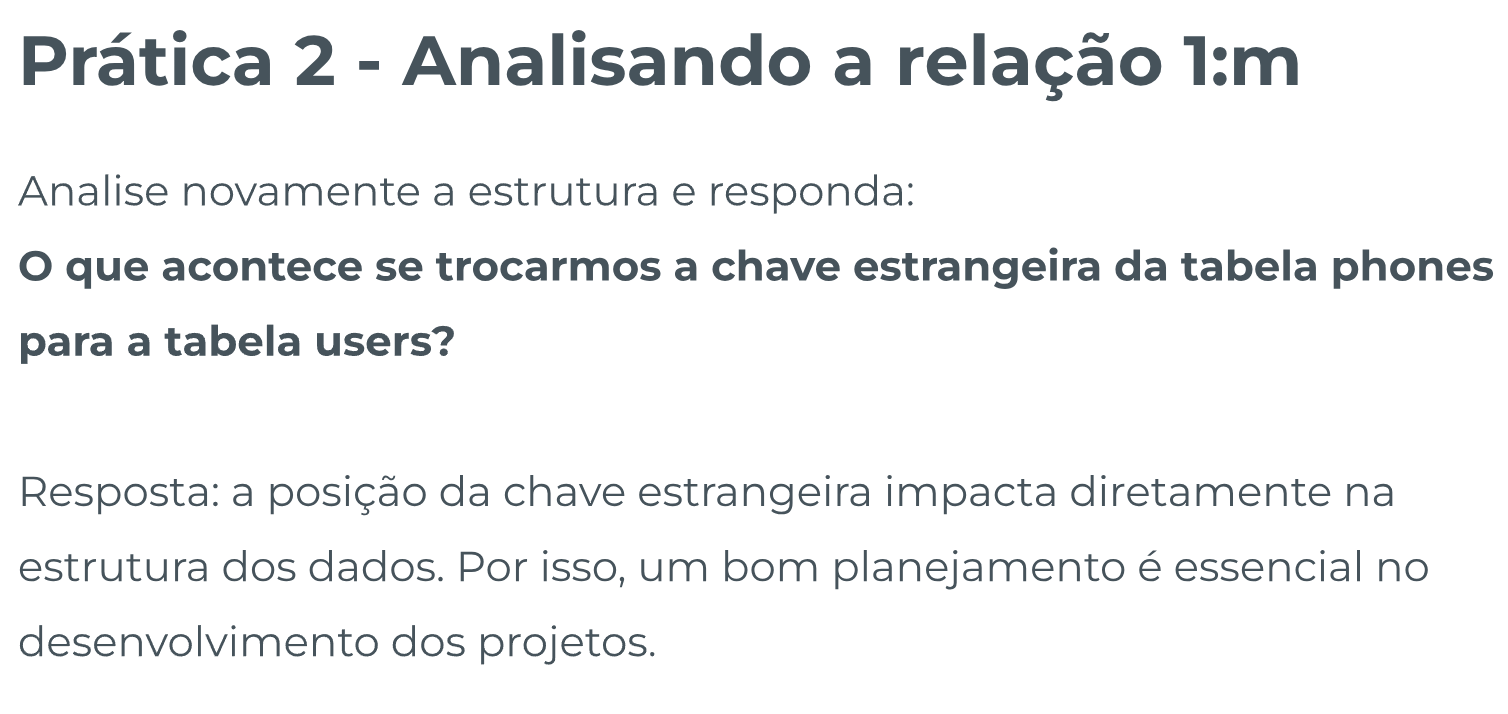 Prática 2 - Analisando a relação 1:m
Analise novamente a estrutura e responda:
O que acontece se trocarmos a chave estrangeira da tabela phones
para a tabela users?
Resposta: a posição da chave estrangeira impacta diretamente na
estrutura dos dados. Por isso, um bom planejamento é essencial no
desenvolvimento dos projetos.